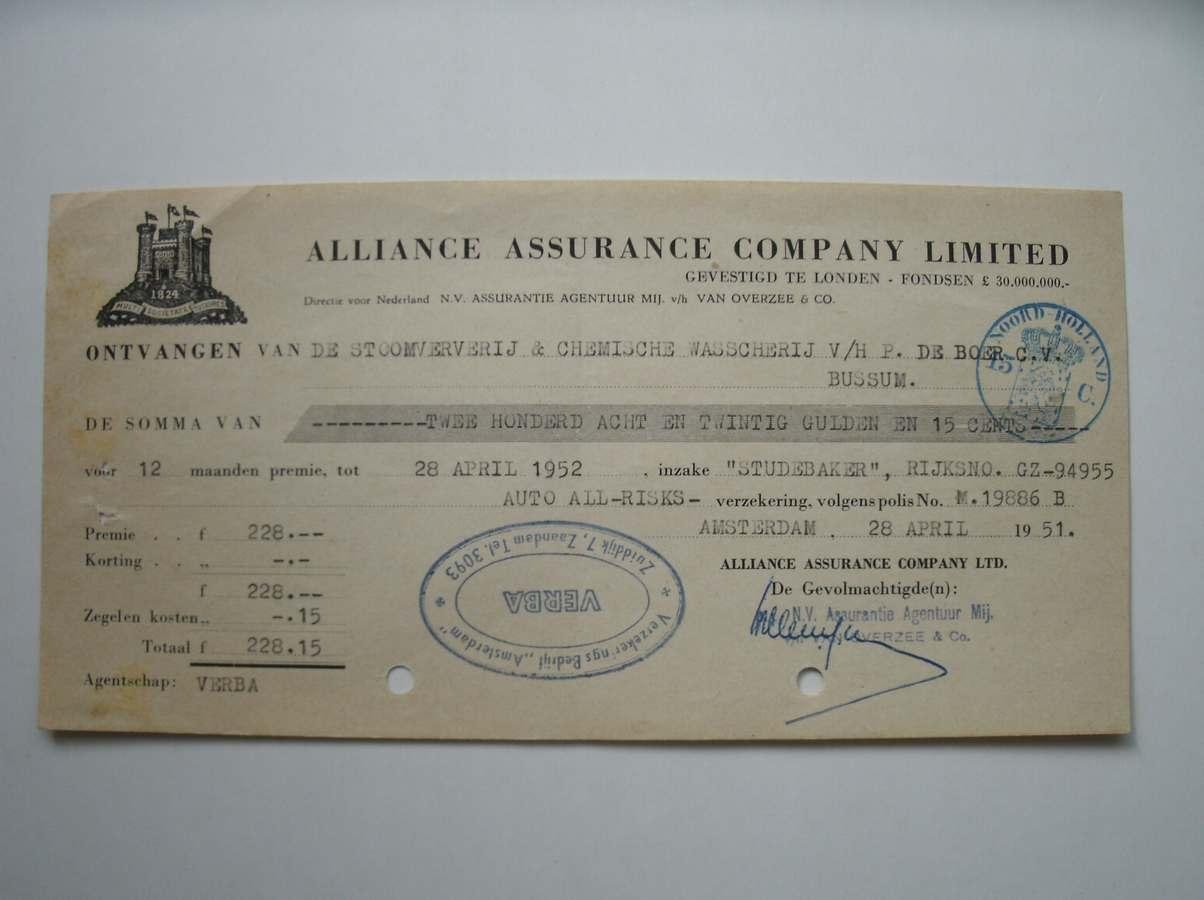 1824
ALLIANCE ASSURANCE COMPANY LIMITED
GEVESTIGD TE LONDEN - FONDSEN £ 30.000.000.-
Directie voor Nederland N.V. ASSURANTIE AGENTUUR MIJ. v/h VAN OVERZEE & CO.
NOORD-HOLLAND
15 C.
ONTVANGEN VAN DE STOOMVERVERIJ & CHEMISCHE WASSCHERIJ V/H P. DE BOER C.V.
BUSSUM.
DE SOMMA VAN ---------TWEE HONDERD ACHT EN TWINTIG GULDEN EN 15 CENTS-----
voor 12 maanden premie, tot 28 APRIL 1952 , inzake "STUDEBAKER", RIJKSNO. GZ-94955
AUTO ALL-RISKS- verzekering, volgens polis No. M.19886 B
AMSTERDAM , 28 APRIL 1951.
Premie . . f 228.--
Korting . . „ -.-
f 228.--
Zegelen kosten „ -.15
Totaal f 228.15
Agentschap: VERBA
Verzekerings Bedrijf „Amsterdam"
VERBA
Zuiddijk 7, Zaandam Tel. 3093
ALLIANCE ASSURANCE COMPANY LTD.
De Gevolmachtigde(n):
N.V. Assurantie Agentuur Mij.
VAN OVERZEE & Co.